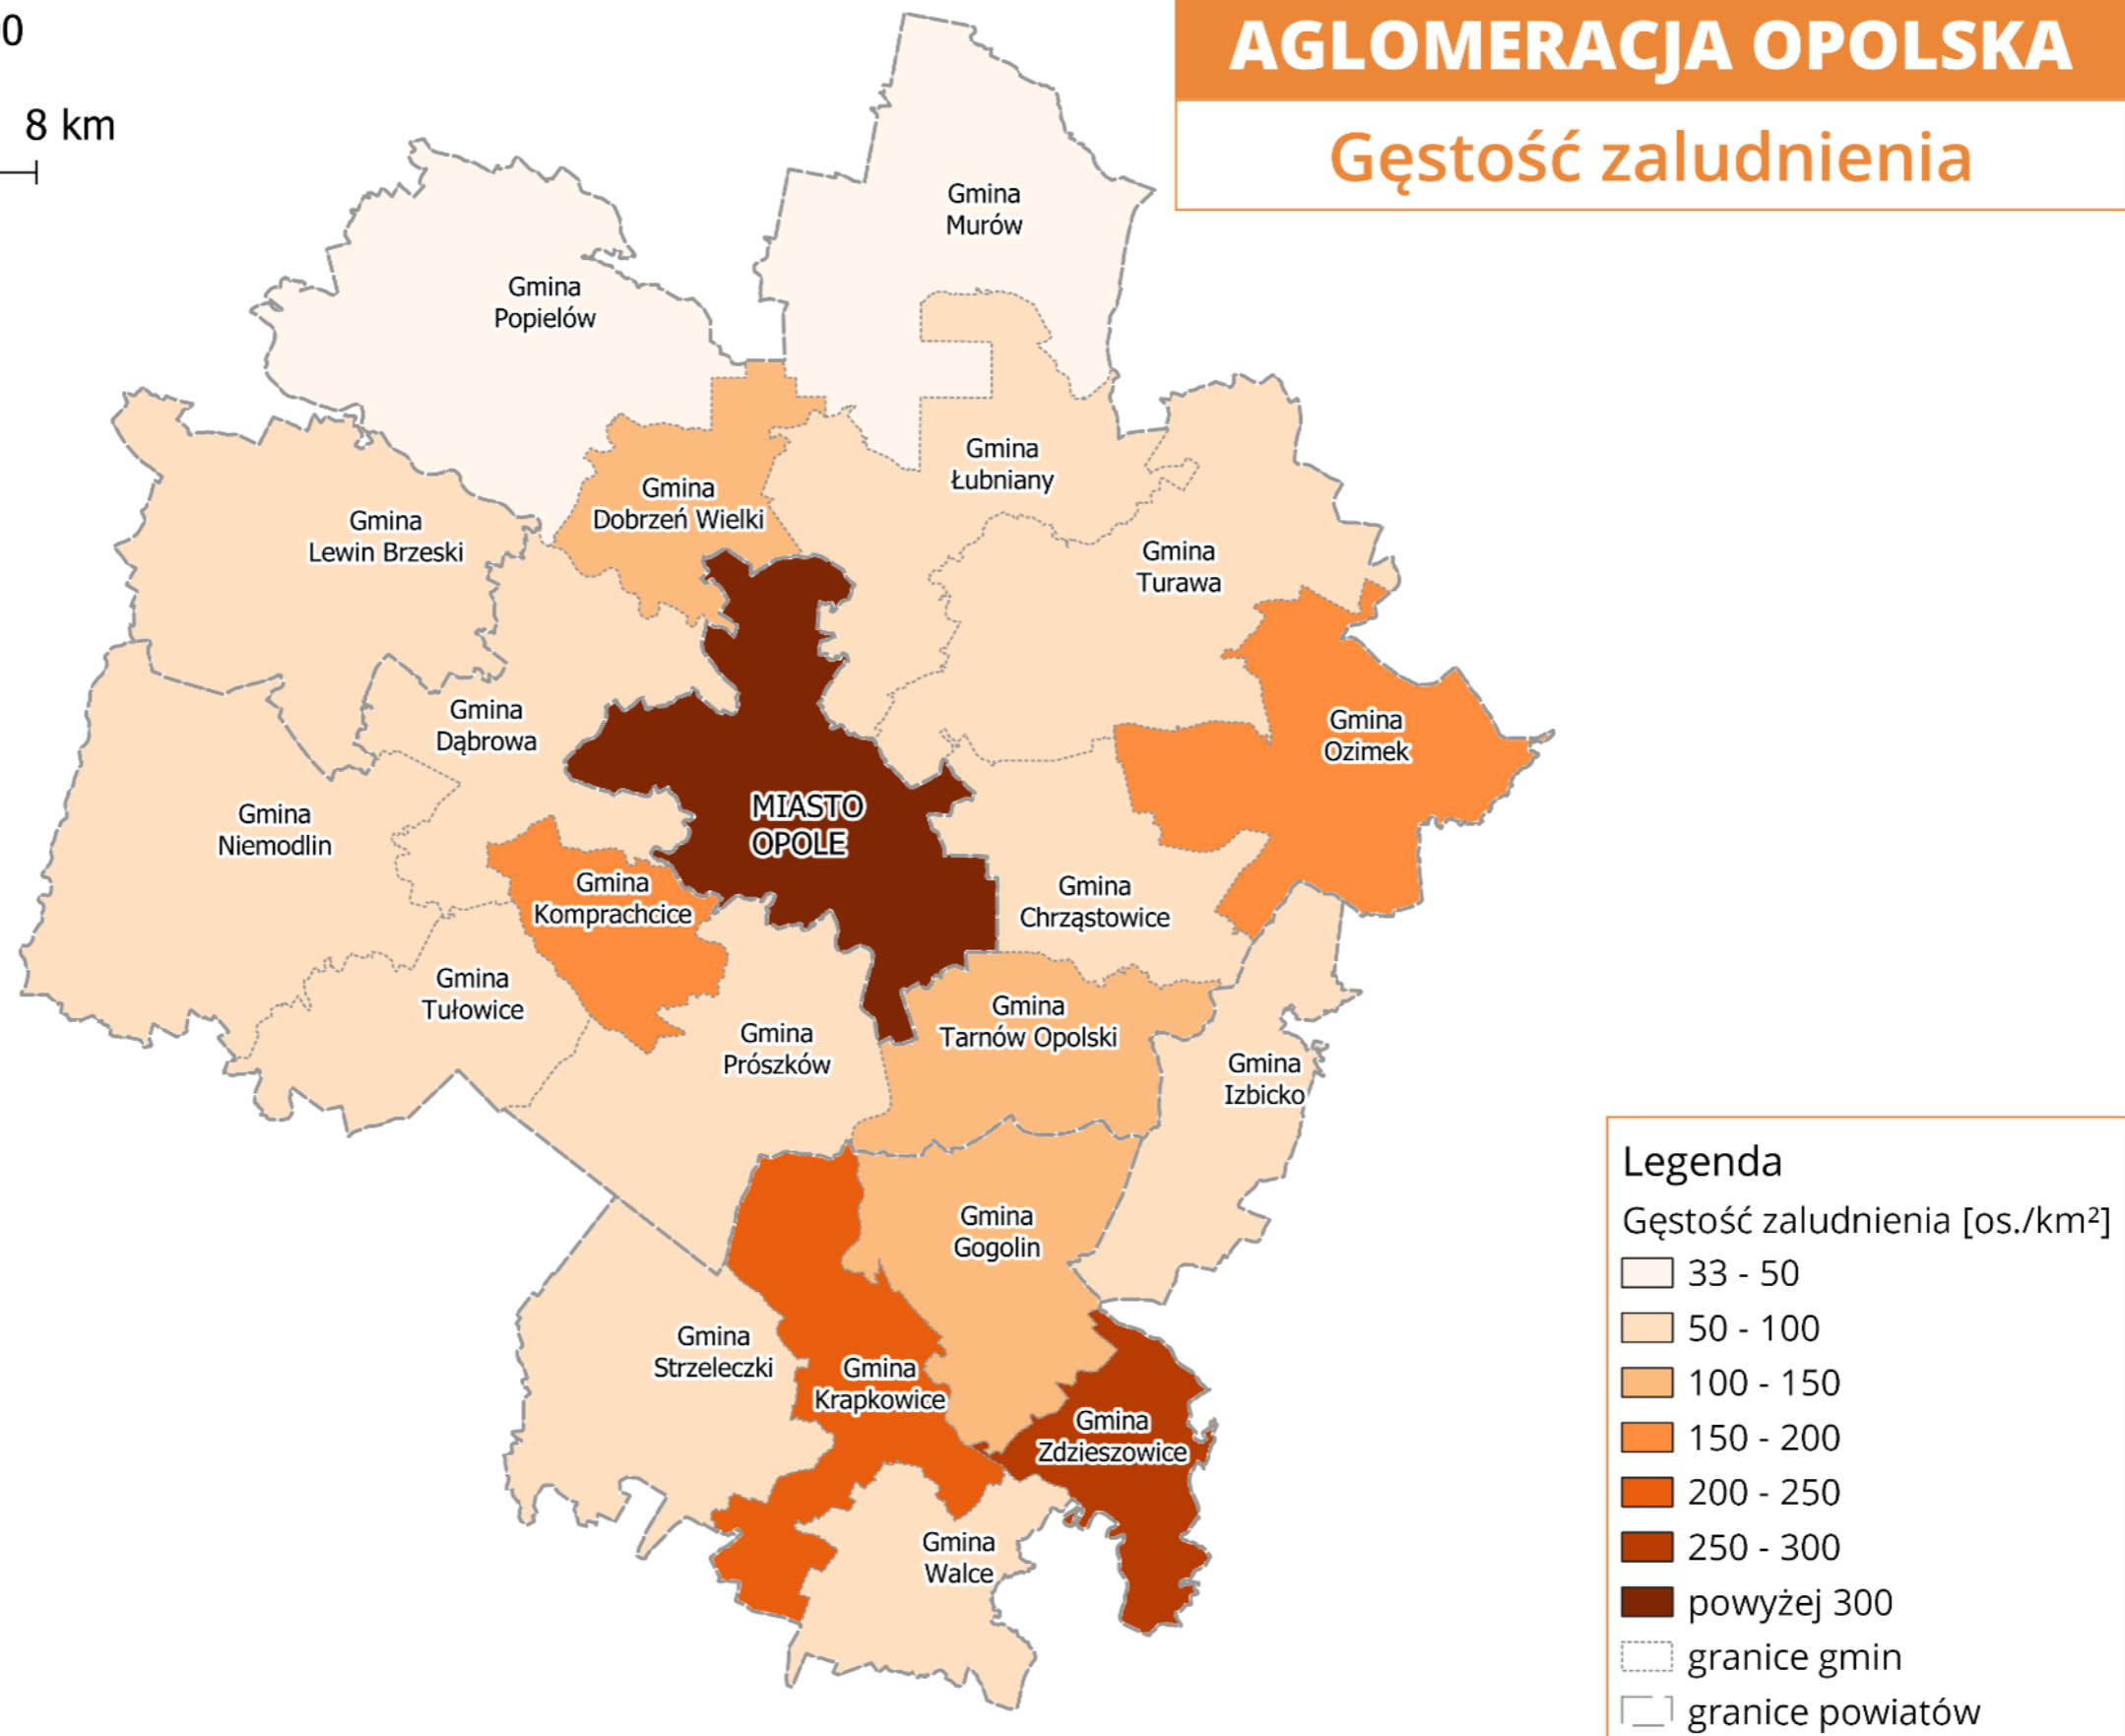 0
8 km
AGLOMERACJA OPOLSKA
Gęstość zaludnienia
Gmina
Murów
Gmina
Popielów
Gmina
Łubniany
Gmina
Dobrzeń Wielki
Gmina
Lewin Brzeski
Gmina
Turawa
Gmina
Dąbrowa
Gmina
Ozimek
MIASTO
OPOLE
Gmina
Niemodlin
Gmina
Komprachcice
Gmina
Chrząstowice
Gmina
Tułowice
Gmina
Tarnów Opolski
Gmina
Prószków
Gmina
Izbicko
Gmina
Gogolin
Gmina
Strzeleczki
Gmina
Krapkowice
Gmina
Zdzieszowice
Gmina
Walce
Legenda
Gęstość zaludnienia [os./km²]
33 - 50
50 - 100
100 - 150
150 - 200
200 - 250
250 - 300
powyżej 300
granice gmin
granice powiatów